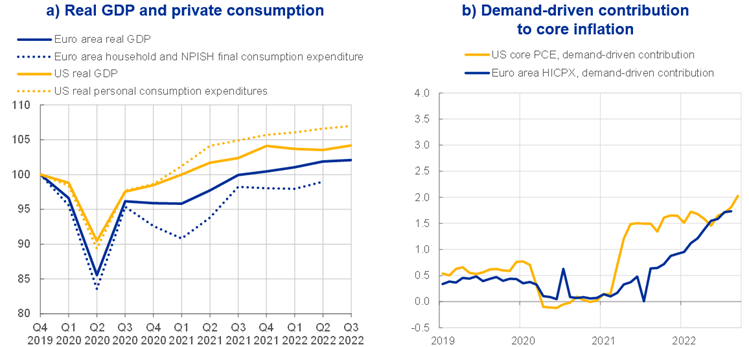 a) Real GDP and private consumption
Euro area real GDP
Euro area household and NPISH final consumption expenditure
US real GDP
US real personal consumption expenditures
110
105
100
95
90
85
80
Q4 Q1 Q2 Q3 Q4 Q1 Q2 Q3 Q4 Q1 Q2 Q3
2019 2020 2020 2020 2020 2021 2021 2021 2021 2022 2022 2022
b) Demand-driven contribution
to core inflation
US core PCE, demand-driven contribution
Euro area HICPX, demand-driven contribution
4.0
3.5
3.0
2.5
2.0
1.5
1.0
0.5
0.0
-0.5
2019 2020 2021 2022